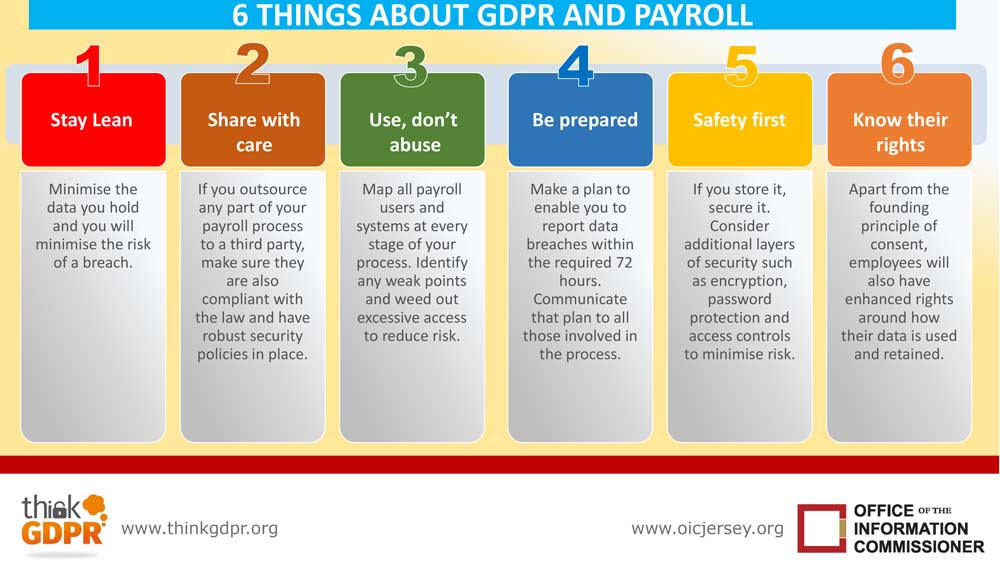 6 THINGS ABOUT GDPR AND PAYROLL
1
Stay Lean
Minimise the
data you hold
and you will
minimise the risk
of a breach.
2
Share with
care
If you outsource
any part of your
payroll process
to a third party,
make sure they
are also
compliant with
the law and have
robust security
policies in place.
3
Use, don’t
abuse
Map all payroll
users and
systems at every
stage of your
process. Identify
any weak points
and weed out
excessive access
to reduce risk.
4
Be prepared
Make a plan to
enable you to
report data
breaches within
the required 72
hours.
Communicate
that plan to all
those involved in
the process.
5
Safety first
If you store it,
secure it.
Consider
additional layers
of security such
as encryption,
password
protection and
access controls
to minimise risk.
6
Know their
rights
Apart from the
founding
principle of
consent,
employees will
also have
enhanced rights
around how
their data is used
and retained.
think
GDPR
www.thinkgdpr.org
www.oicjersey.org
OFFICE OF THE
INFORMATION
COMMISSIONER